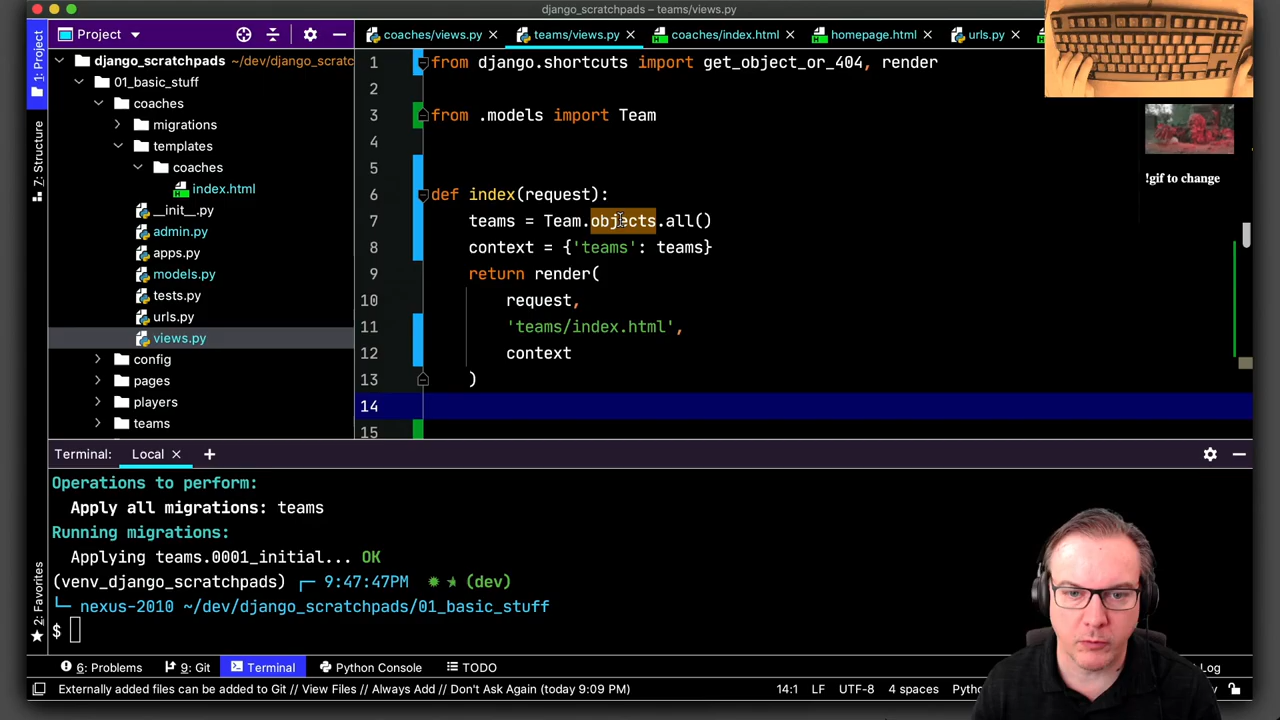 django_scratchpads – teams/views.py
Project
coaches/views.py
teams/views.py
coaches/index.html
homepage.html
urls.py
1: Project
7: Structure
2: Favorites
django_scratchpads ~/dev/django_scratc
01_basic_stuff
coaches
migrations
templates
coaches
index.html
__init__.py
admin.py
apps.py
models.py
tests.py
urls.py
views.py
config
pages
players
teams
1 from django.shortcuts import get_object_or_404, render
2
3 from .models import Team
4
5
6 def index(request):
7 teams = Team.objects.all()
8 context = {'teams': teams}
9 return render(
10 request,
11 'teams/index.html',
12 context
13 )
14
15
!gif to change
Terminal: Local
Operations to perform:
Apply all migrations: teams
Running migrations:
Applying teams.0001_initial... OK
(venv_django_scratchpads) 9:47:47PM (dev)
nexus-2010 ~/dev/django_scratchpads/01_basic_stuff
$
6: Problems
9: Git
Terminal
Python Console
TODO
Log
Externally added files can be added to Git // View Files // Always Add // Don't Ask Again (today 9:09 PM)
14:1 LF UTF-8 4 spaces